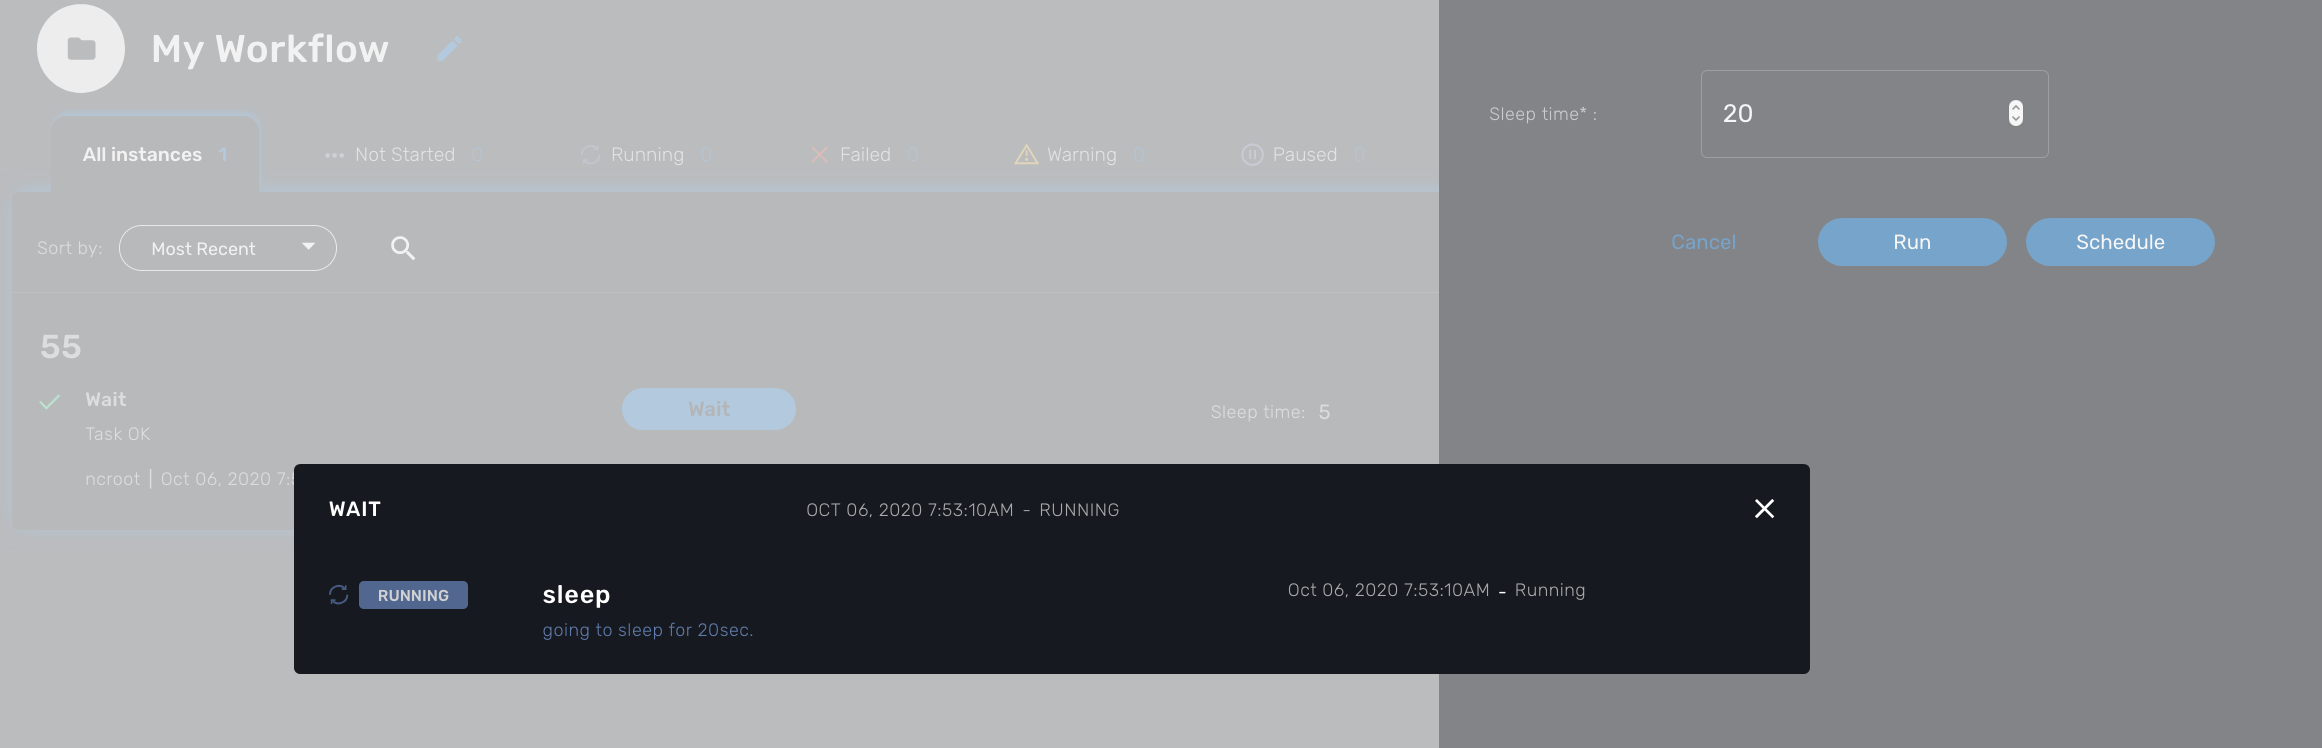 My Workflow
All instances 1
Not Started 0
Running 0
Failed 0
Warning 0
Paused 0
Sort by: Most Recent
55
Wait
Task OK
ncroot | Oct 06, 2020
Wait
Sleep time: 5
Sleep time* : 20
Cancel Run Schedule
WAIT OCT 06, 2020 7:53:10AM - RUNNING
RUNNING sleep Oct 06, 2020 7:53:10AM - Running
going to sleep for 20sec.